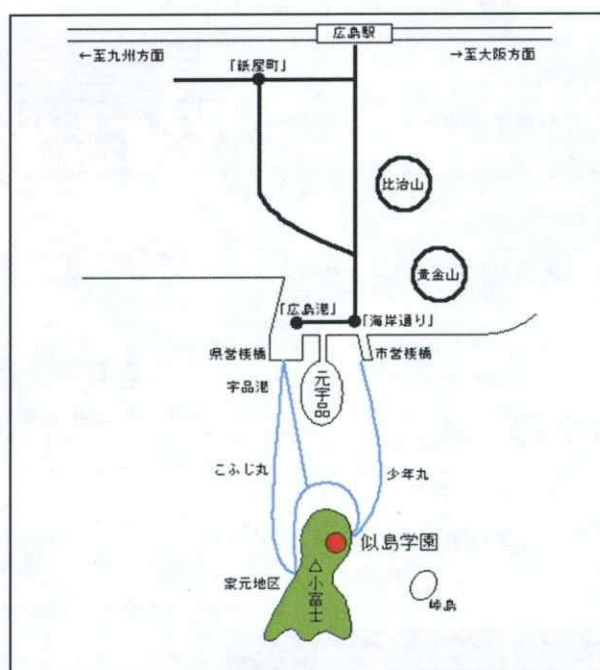 広島駅
←至九州方面
→至大阪方面
「紙屋町」
比治山
黄金山
「広島港」
「海岸通り」
県営桟橋
市営桟橋
宇品港
元宇品
こふじ丸
少年丸
似島学園
△小富士
家元地区
峠島